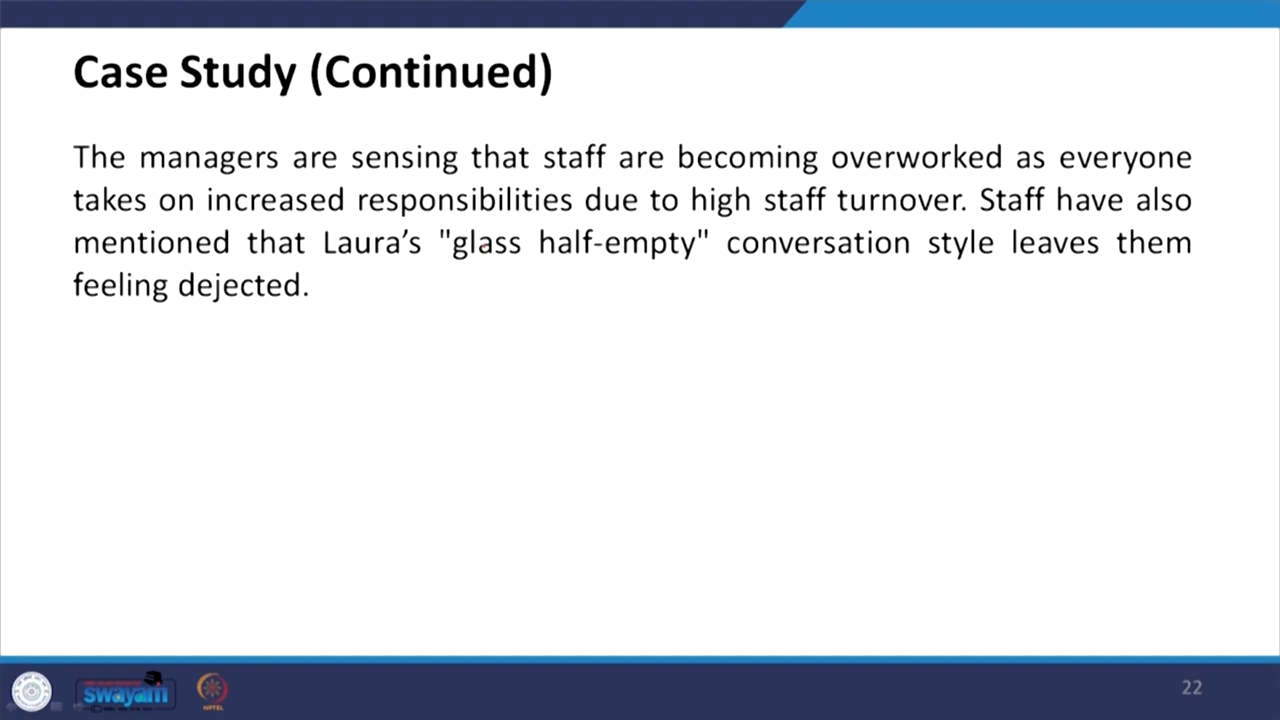 Case Study (Continued)
The managers are sensing that staff are becoming overworked as everyone
takes on increased responsibilities due to high staff turnover. Staff have also
mentioned that Laura’s "glass half-empty" conversation style leaves them
feeling dejected.
swayam
NPTEL
22